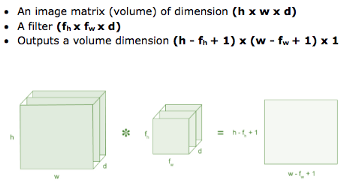 • An image matrix (volume) of dimension (h x w x d)
• A filter (fh x fw x d)
• Outputs a volume dimension (h - fh + 1) x (w - fw + 1) x 1
h
w
d
*
fh
fw
d
=
h-fh+1
w-fw+1